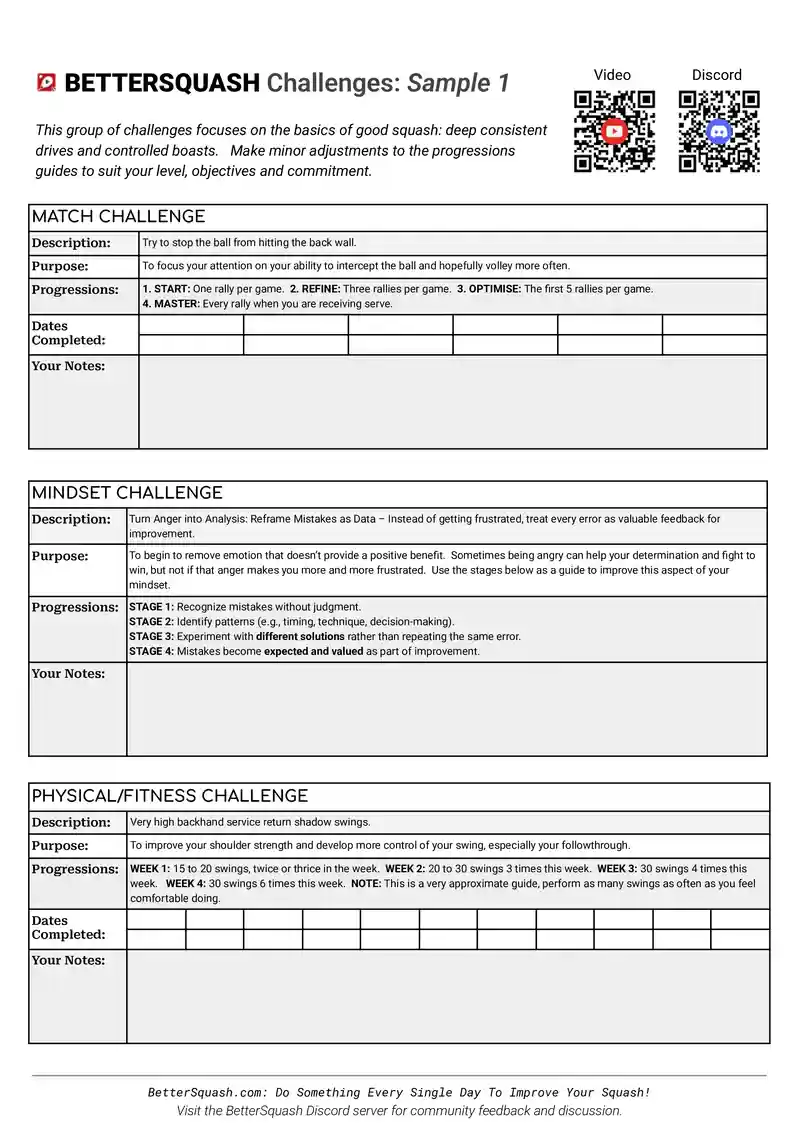 Video
Discord
BETTERSQUASH Challenges: Sample 1
This group of challenges focuses on the basics of good squash: deep consistent
drives and controlled boasts.   Make minor adjustments to the progressions
guides to suit your level, objectives and commitment.
MATCH CHALLENGE
Description: Try to stop the ball from hitting the back wall.
Purpose: To focus your attention on your ability to intercept the ball and hopefully volley more often.
Progressions: 1. START: One rally per game.  2. REFINE: Three rallies per game.  3. OPTIMISE: The first 5 rallies per game.
4. MASTER: Every rally when you are receiving serve.
Dates
Completed:
Your Notes:
MINDSET CHALLENGE
Description: Turn Anger into Analysis: Reframe Mistakes as Data – Instead of getting frustrated, treat every error as valuable feedback for
improvement.
Purpose: To begin to remove emotion that doesn't provide a positive benefit.  Sometimes being angry can help your determination and fight to
win, but not if that anger makes you more and more frustrated.  Use the stages below as a guide to improve this aspect of your
mindset.
Progressions: STAGE 1: Recognize mistakes without judgment.
STAGE 2: Identify patterns (e.g., timing, technique, decision-making).
STAGE 3: Experiment with different solutions rather than repeating the same error.
STAGE 4: Mistakes become expected and valued as part of improvement.
Your Notes:
PHYSICAL/FITNESS CHALLENGE
Description: Very high backhand service return shadow swings.
Purpose: To improve your shoulder strength and develop more control of your swing, especially your followthrough.
Progressions: WEEK 1: 15 to 20 swings, twice or thrice in the week.  WEEK 2: 20 to 30 swings 3 times this week.  WEEK 3: 30 swings 4 times this
week.   WEEK 4: 30 swings 6 times this week.  NOTE: This is a very approximate guide, perform as many swings as often as you feel
comfortable doing.
Dates
Completed:
Your Notes:
BetterSquash.com: Do Something Every Single Day To Improve Your Squash!
Visit the BetterSquash Discord server for community feedback and discussion.